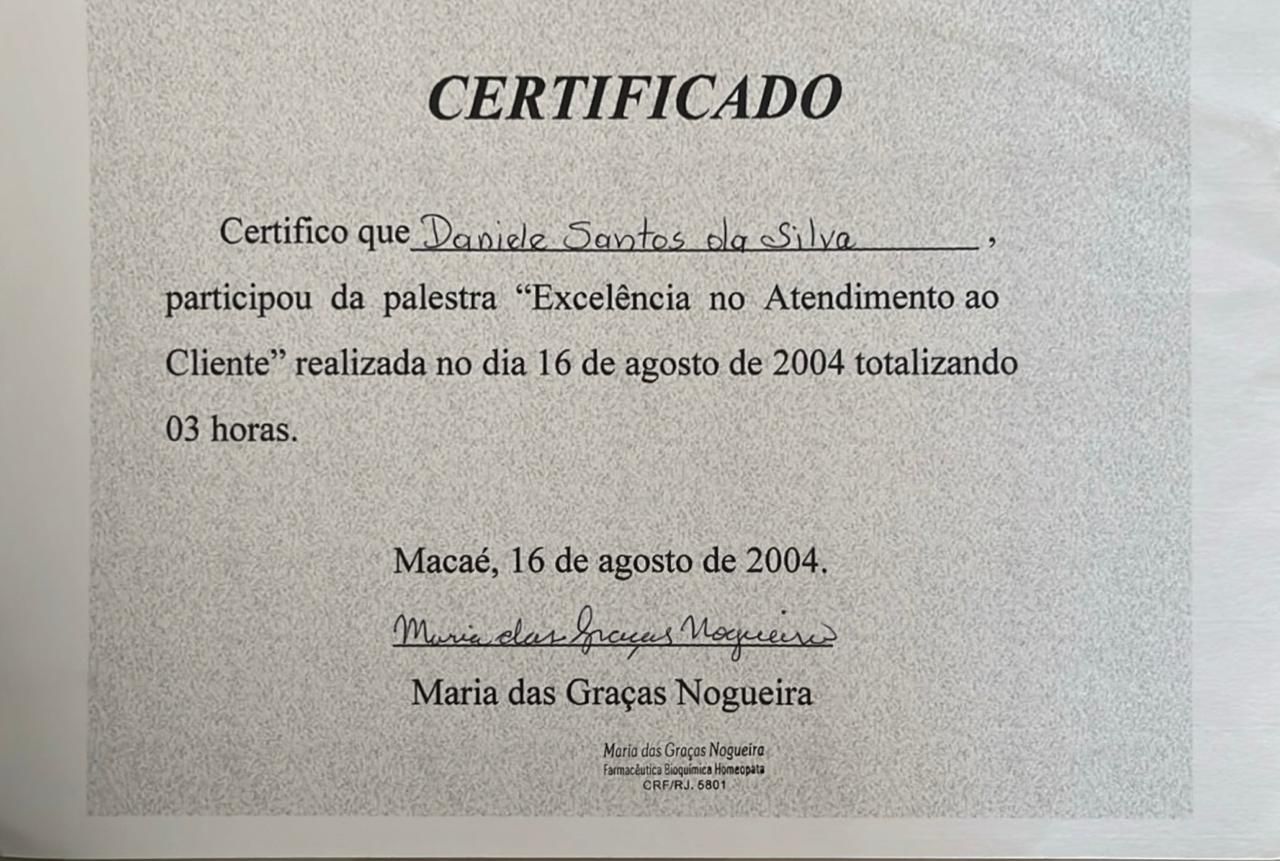 CERTIFICADO
Certifico que Daniele Santos da Silva ,
participou da palestra “Excelência no Atendimento ao
Cliente” realizada no dia 16 de agosto de 2004 totalizando
03 horas.
Macaé, 16 de agosto de 2004.
Maria das Graças Nogueira
Maria das Graças Nogueira
Maria das Graças Nogueira
Farmacêutica Bioquímica Homeopata
CRF/RJ. 5801